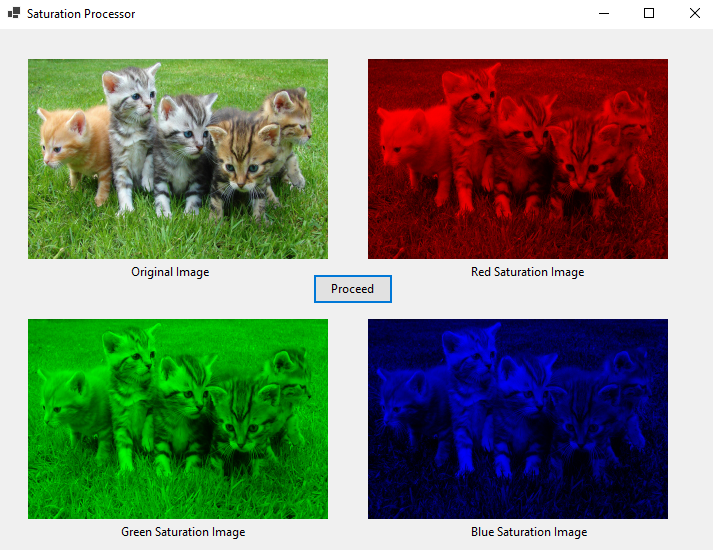 Saturation Processor
Original Image
Red Saturation Image
Proceed
Green Saturation Image
Blue Saturation Image